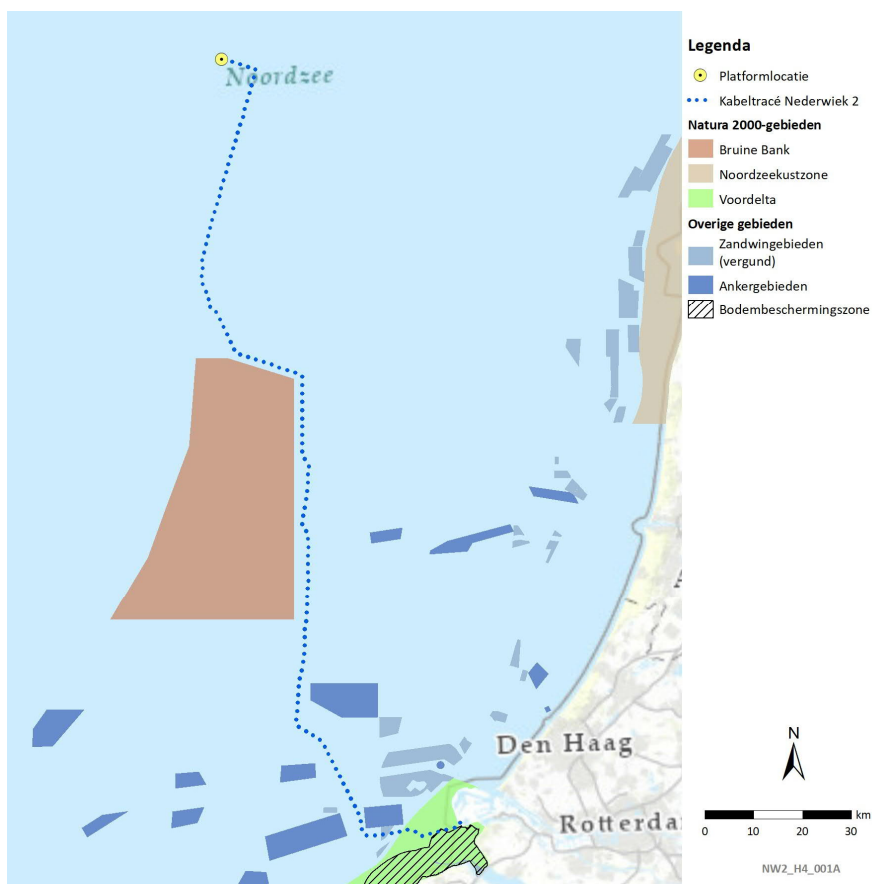 Noordzee
Den Haag
Rotterda
Legenda
Platformlocatie
Kabeltracé Nederwiek 2
Natura 2000-gebieden
Bruine Bank
Noordzeekustzone
Voordelta
Overige gebieden
Zandwingebieden
(vergund)
Ankergebieden
Bodembeschermingszone
N
km
0 10 20 30
NW2_H4_001A